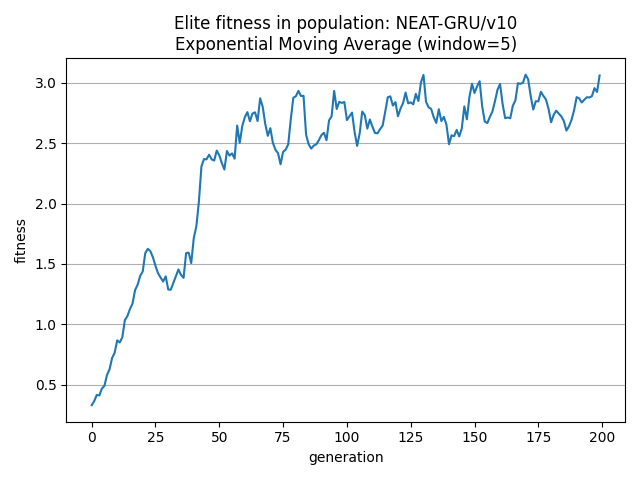 Elite fitness in population: NEAT-GRU/v10
Exponential Moving Average (window=5)
fitness
3.0
2.5
2.0
1.5
1.0
0.5
0 25 50 75 100 125 150 175 200
generation